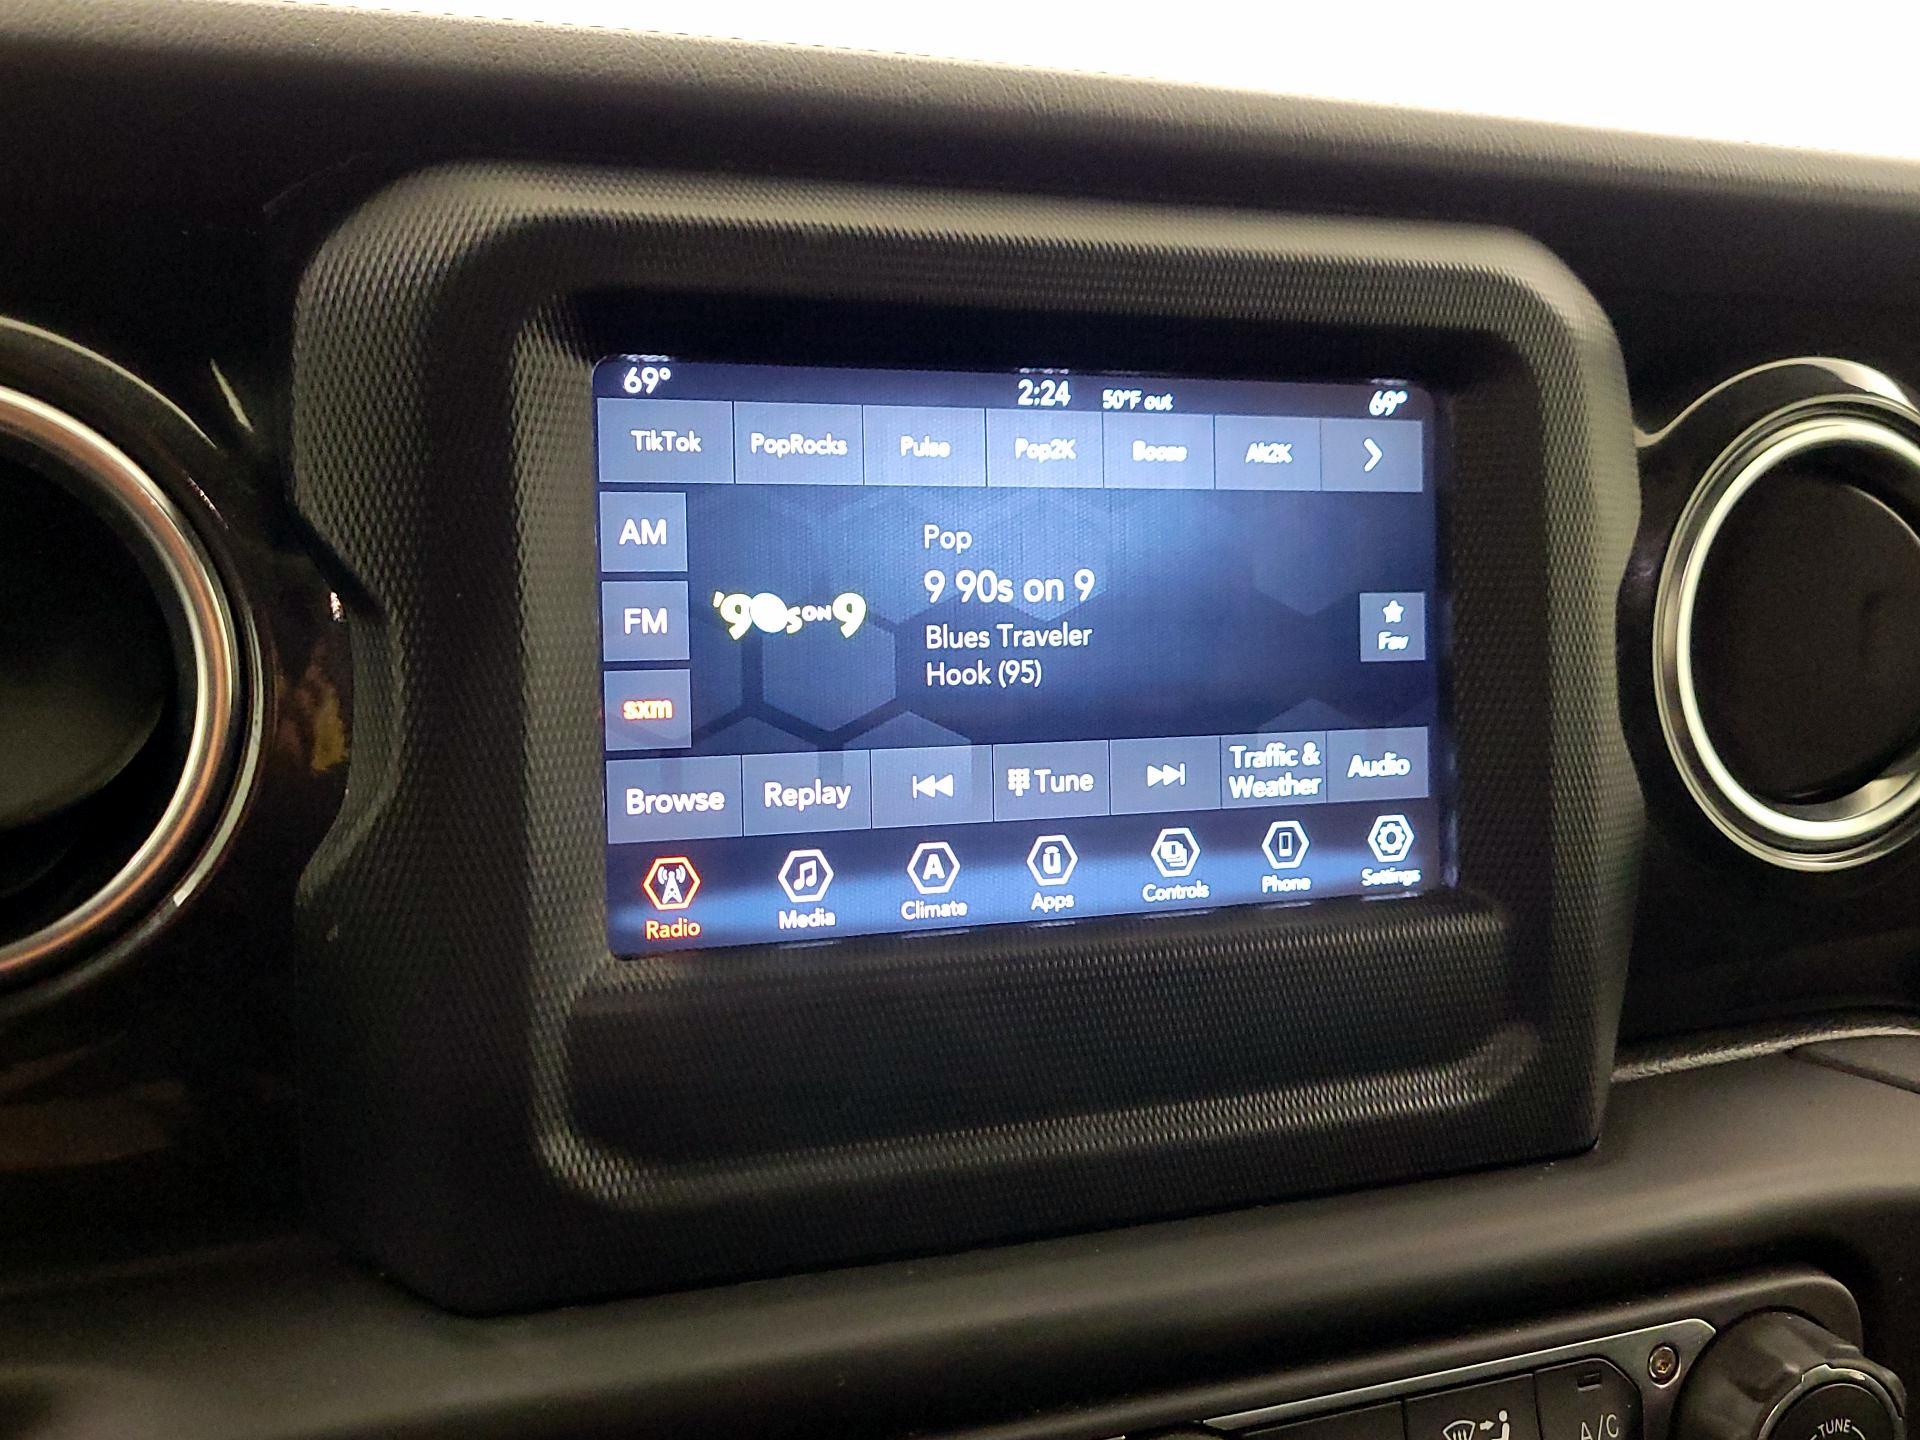 69°
2:24
50°F out
69°
TikTok
PopRocks
Pulse
Pop2K
Alt2K
AM
Pop
9 90s on 9
'90s ON 9
FM
Blues Traveler
Fav
Hook (95)
sxm
Browse
Replay
Tune
Traffic &
Weather
Audio
Radio
Media
A
Climate
Apps
Controls
Phone
Settings
A/C
TUNE